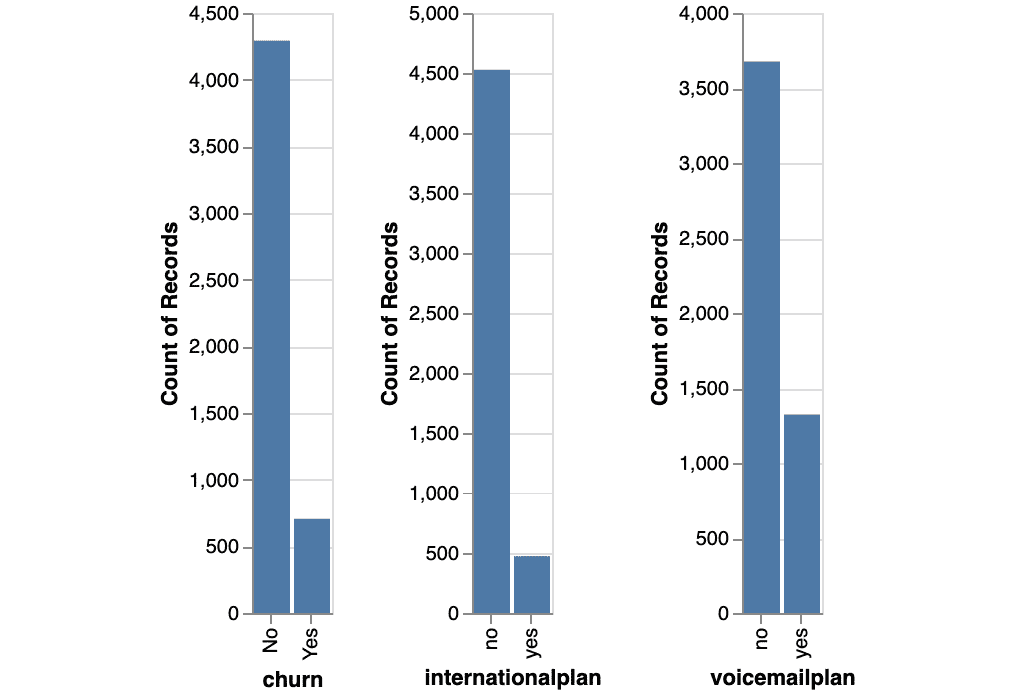 4,500
4,000
3,500
3,000
2,500
2,000
1,500
1,000
500
0
Count of Records
No
Yes
churn
5,000
4,500
4,000
3,500
3,000
2,500
2,000
1,500
1,000
500
0
Count of Records
no
yes
internationalplan
4,000
3,500
3,000
2,500
2,000
1,500
1,000
500
0
Count of Records
no
yes
voicemailplan